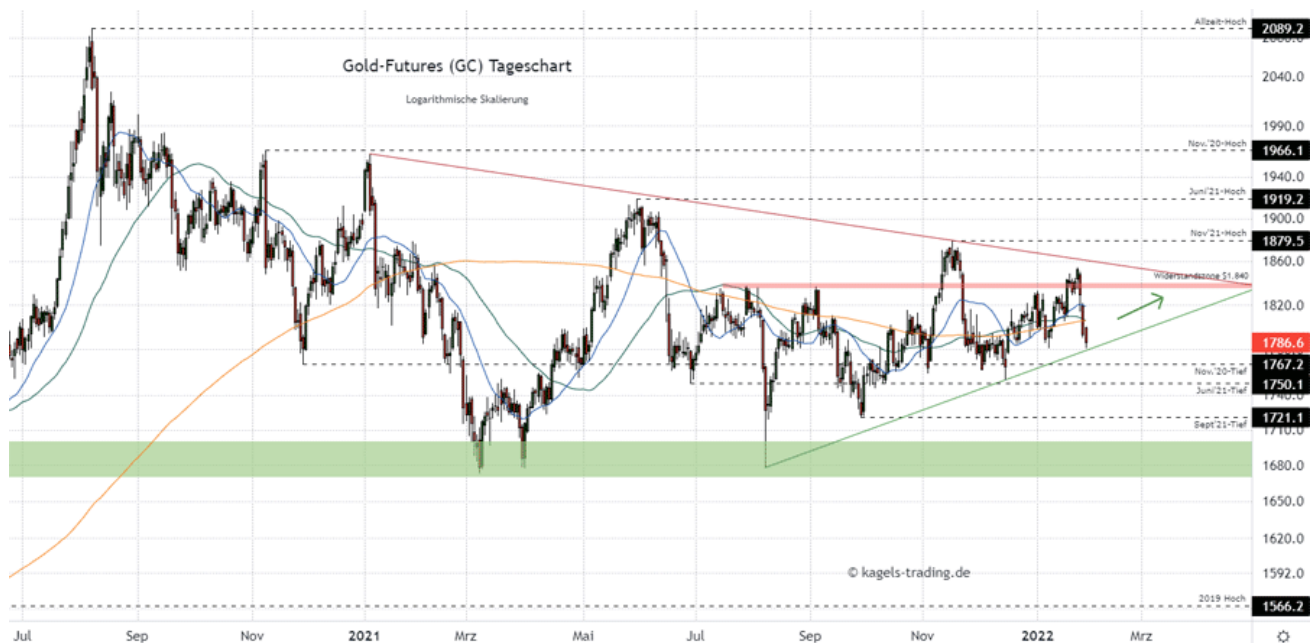 Allzeit-Hoch
2089.2
2080.0
Gold-Futures (GC) Tageschart
2040.0
Logarithmische Skalierung
1990.0
Nov.'20-Hoch
1966.1
1940.0
Juni'21-Hoch
1919.2
1900.0
Nov'21-Hoch
1879.5
1860.0
Widerstandszone $1.840
1820.0
1786.6
1767.2
Nov.'20-Tief
1750.1
Juni'21-Tief
1740.0
1721.1
Sept'21-Tief
1710.0
1680.0
1650.0
1620.0
© kagels-trading.de
1592.0
2019 Hoch
1566.2
Jul Sep Nov 2021 Mrz Mai Jul Sep Nov 2022 Mrz